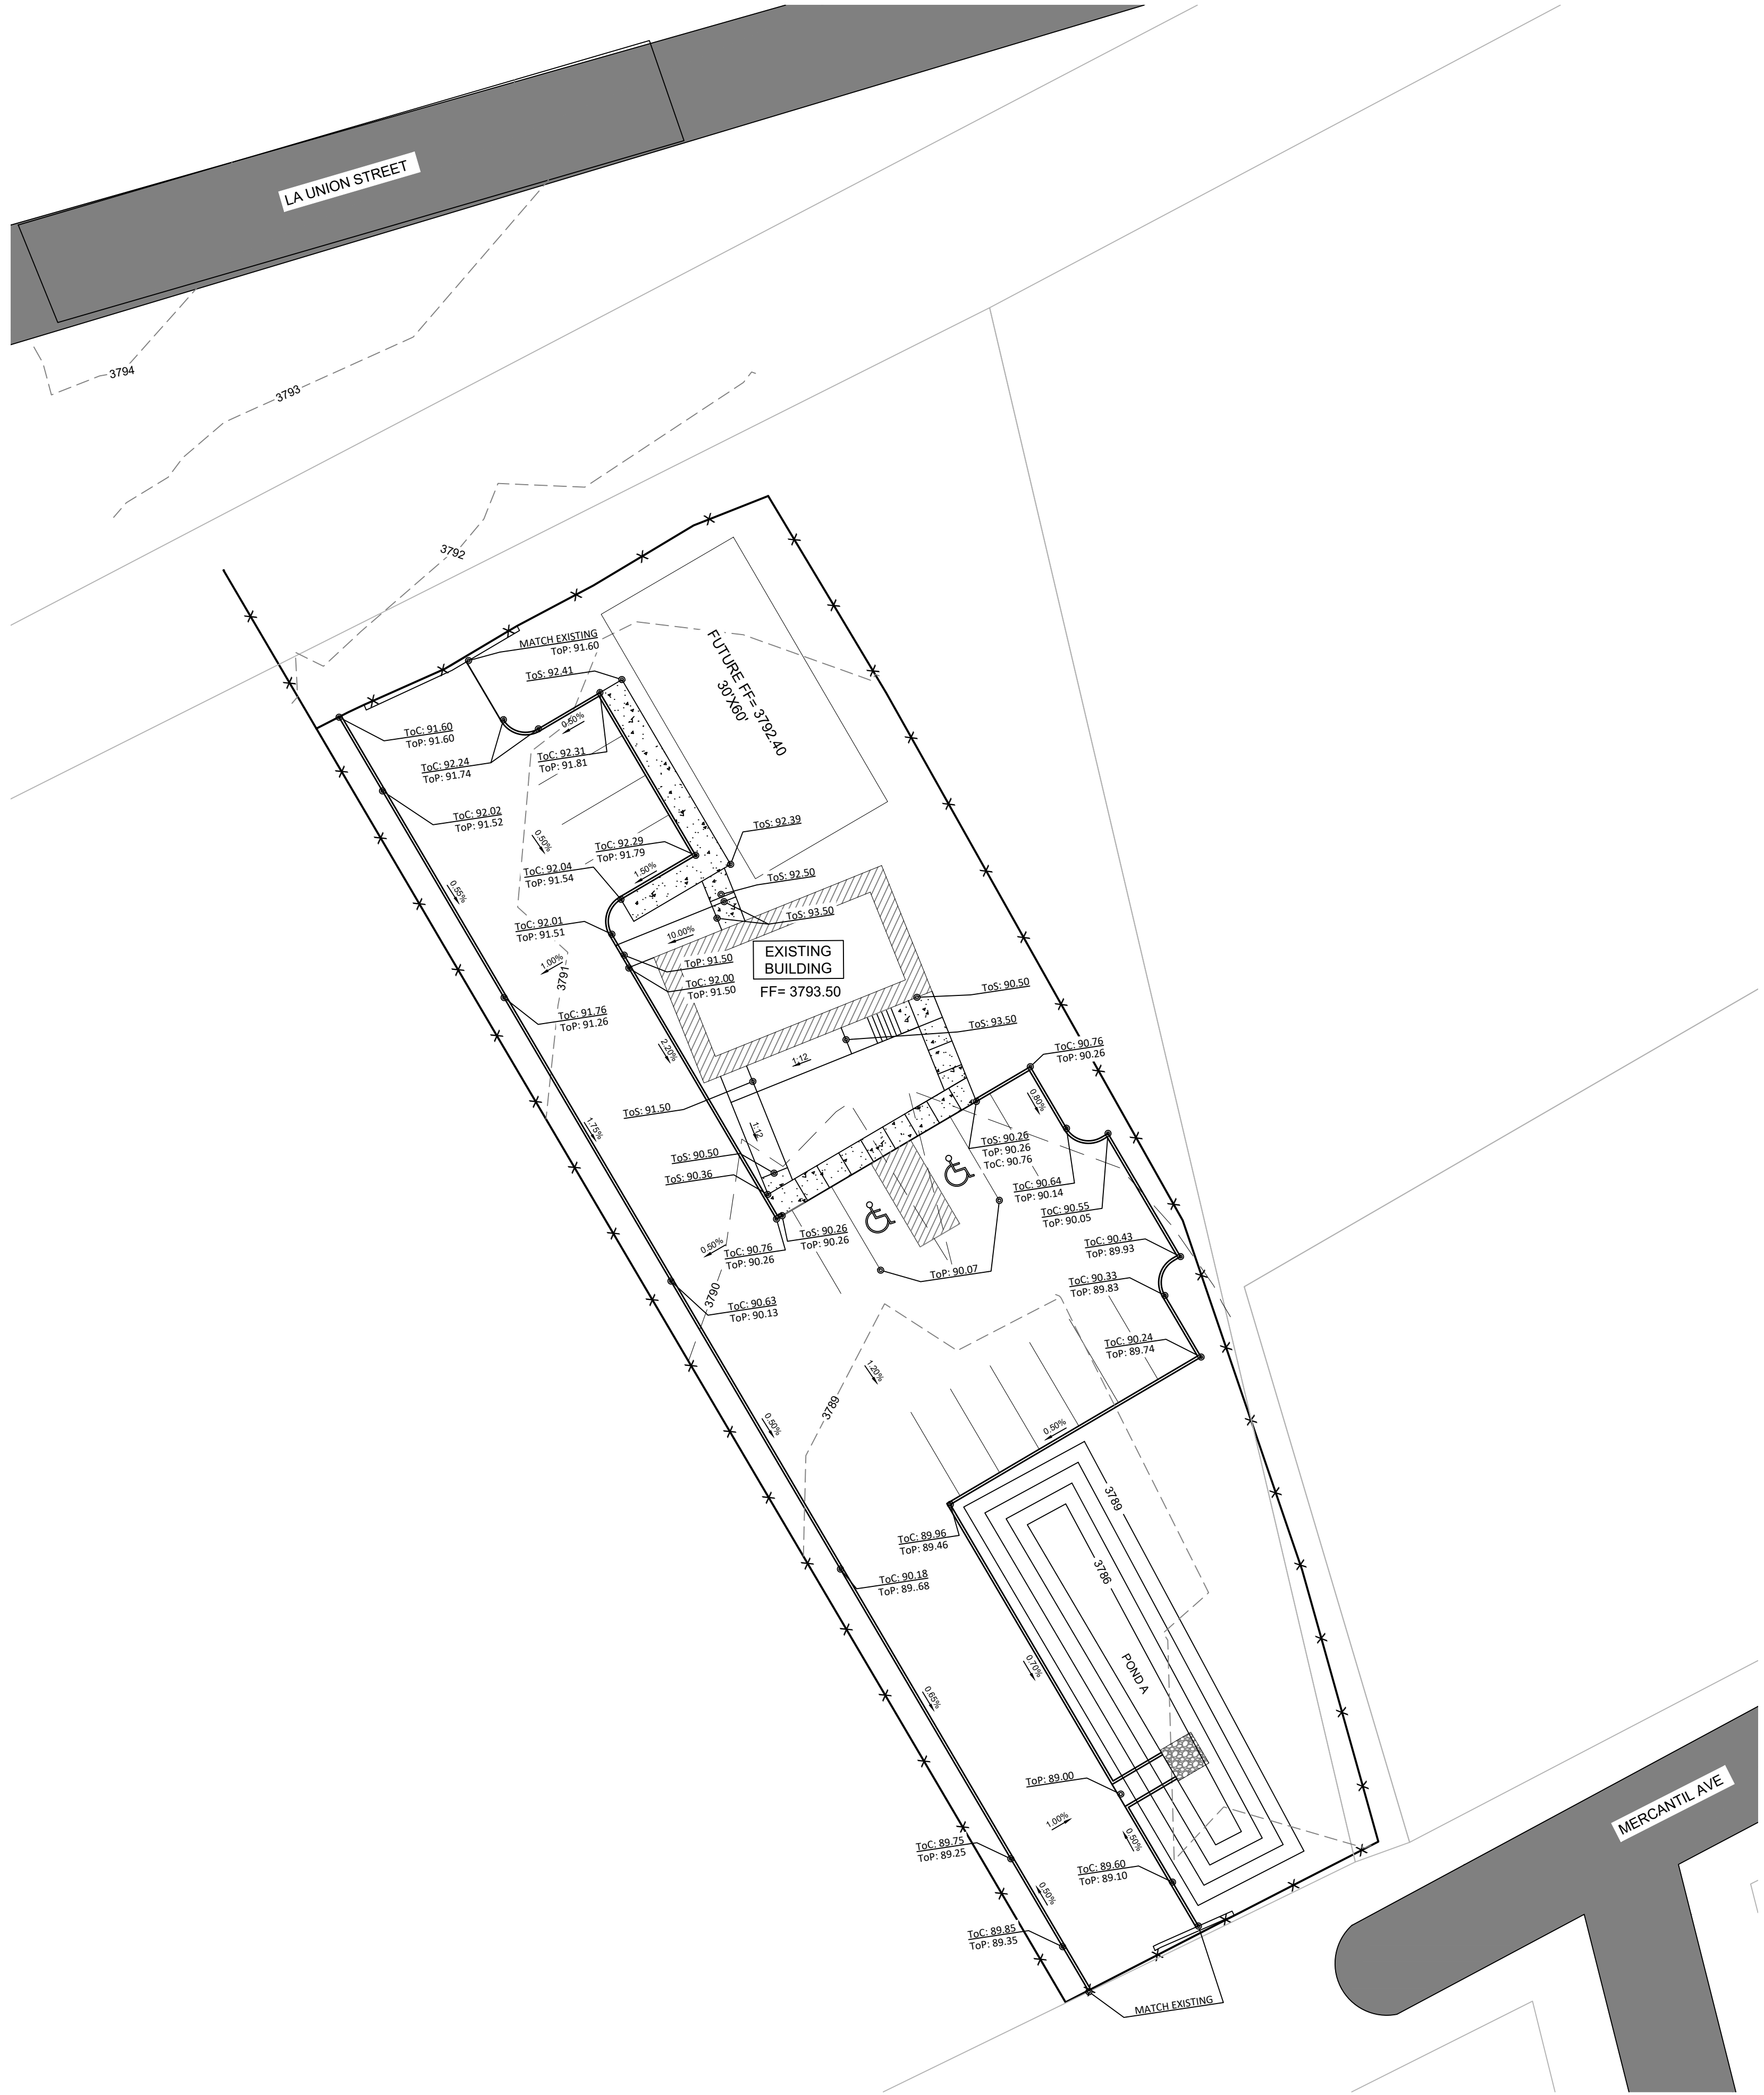 LA UNION STREET
3794
3793
3792
MATCH EXISTING
ToP: 91.60
ToS: 92.41
FUTURE FF= 3792.40
30'X60'
ToC: 91.60
ToP: 91.60
0.50%
ToC: 92.24
ToP: 91.74
ToC: 92.31
ToP: 91.81
ToC: 92.02
ToP: 91.52
0.50%
ToS: 92.39
ToC: 92.29
ToP: 91.79
ToC: 92.04
ToP: 91.54
1.50%
0.55%
ToS: 92.50
ToS: 93.50
ToC: 92.01
ToP: 91.51
10.00%
EXISTING
BUILDING
FF= 3793.50
1.00%
3791
ToP: 91.50
ToC: 92.00
ToP: 91.50
ToS: 90.50
ToC: 91.76
ToP: 91.26
ToS: 93.50
2.20%
1:12
ToC: 90.76
ToP: 90.26
0.80%
ToS: 91.50
1.75%
1:12
ToS: 90.50
ToS: 90.36
ToS: 90.26
ToP: 90.26
ToC: 90.76
ToC: 90.64
ToP: 90.14
ToC: 90.55
ToP: 90.05
ToS: 90.26
ToP: 90.26
0.50%
ToC: 90.76
ToP: 90.26
ToC: 90.43
ToP: 89.93
ToP: 90.07
ToC: 90.33
ToP: 89.83
3790
ToC: 90.63
ToP: 90.13
ToC: 90.24
ToP: 89.74
1.20%
3789
0.50%
0.50%
3789
ToC: 89.96
ToP: 89.46
3786
ToC: 90.18
ToP: 89..68
0.70%
POND A
0.65%
ToP: 89.00
MERCANTIL AVE
1.00%
0.50%
ToC: 89.75
ToP: 89.25
ToC: 89.60
ToP: 89.10
0.50%
ToC: 89.85
ToP: 89.35
MATCH EXISTING